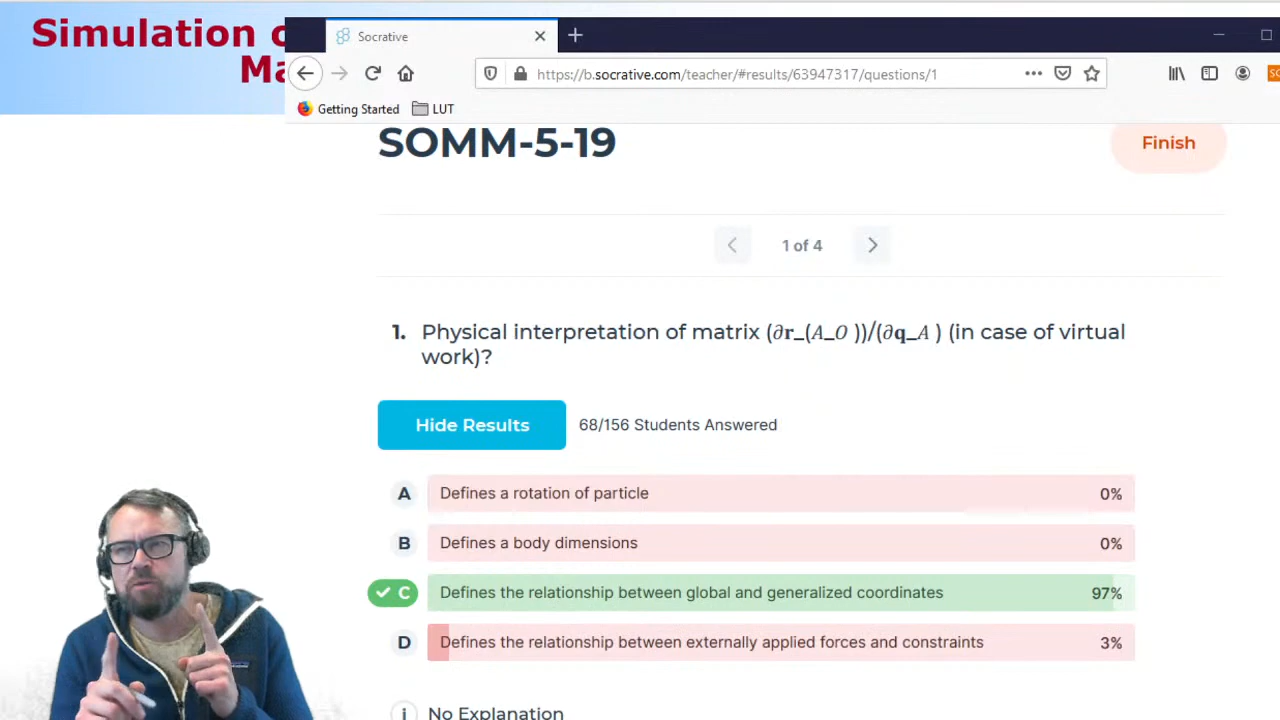 Simulation o
Ma
Socrative
https://b.socrative.com/teacher/#results/63947317/questions/1
Getting Started LUT
SOMM-5-19
Finish
1 of 4
1. Physical interpretation of matrix (∂r_(A_O ))/(∂q_A ) (in case of virtual
work)?
Hide Results 68/156 Students Answered
A Defines a rotation of particle 0%
B Defines a body dimensions 0%
C Defines the relationship between global and generalized coordinates 97%
D Defines the relationship between externally applied forces and constraints 3%
i No Explanation